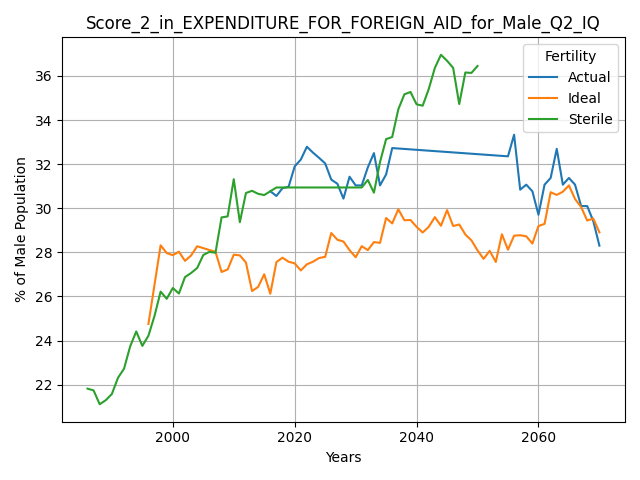 Score_2_in_EXPENDITURE_FOR_FOREIGN_AID_for_Male_Q2_IQ
Fertility
Actual
Ideal
Sterile
% of Male Population
36
34
32
30
28
26
24
22
2000
2020
2040
2060
Years